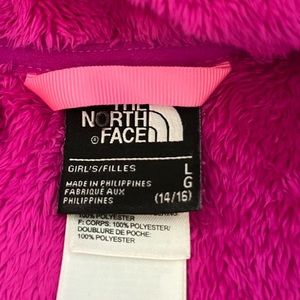 THE
NORTH
FACE
®
GIRL'S/FILLES L
MADE IN PHILIPPINES G
FABRIQUÉ AUX (14/16)
PHILIPPINES
100% POLYESTER
F: CORPS: 100% POLYESTER/
DOUBLURE DE POCHE:
100% POLYESTER